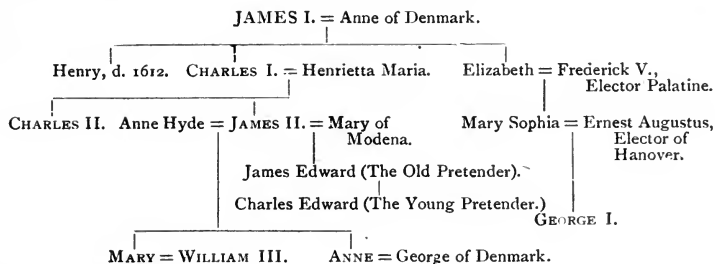 JAMES I. = Anne of Denmark.
Henry, d. 1612. CHARLES I. = Henrietta Maria. Elizabeth = Frederick V.,
Elector Palatine.
CHARLES II. Anne Hyde = JAMES II. = Mary of
Modena.
Mary Sophia = Ernest Augustus,
Elector of
Hanover.
James Edward (The Old Pretender).
Charles Edward (The Young Pretender.)
GEORGE I.
MARY = WILLIAM III. ANNE = George of Denmark.